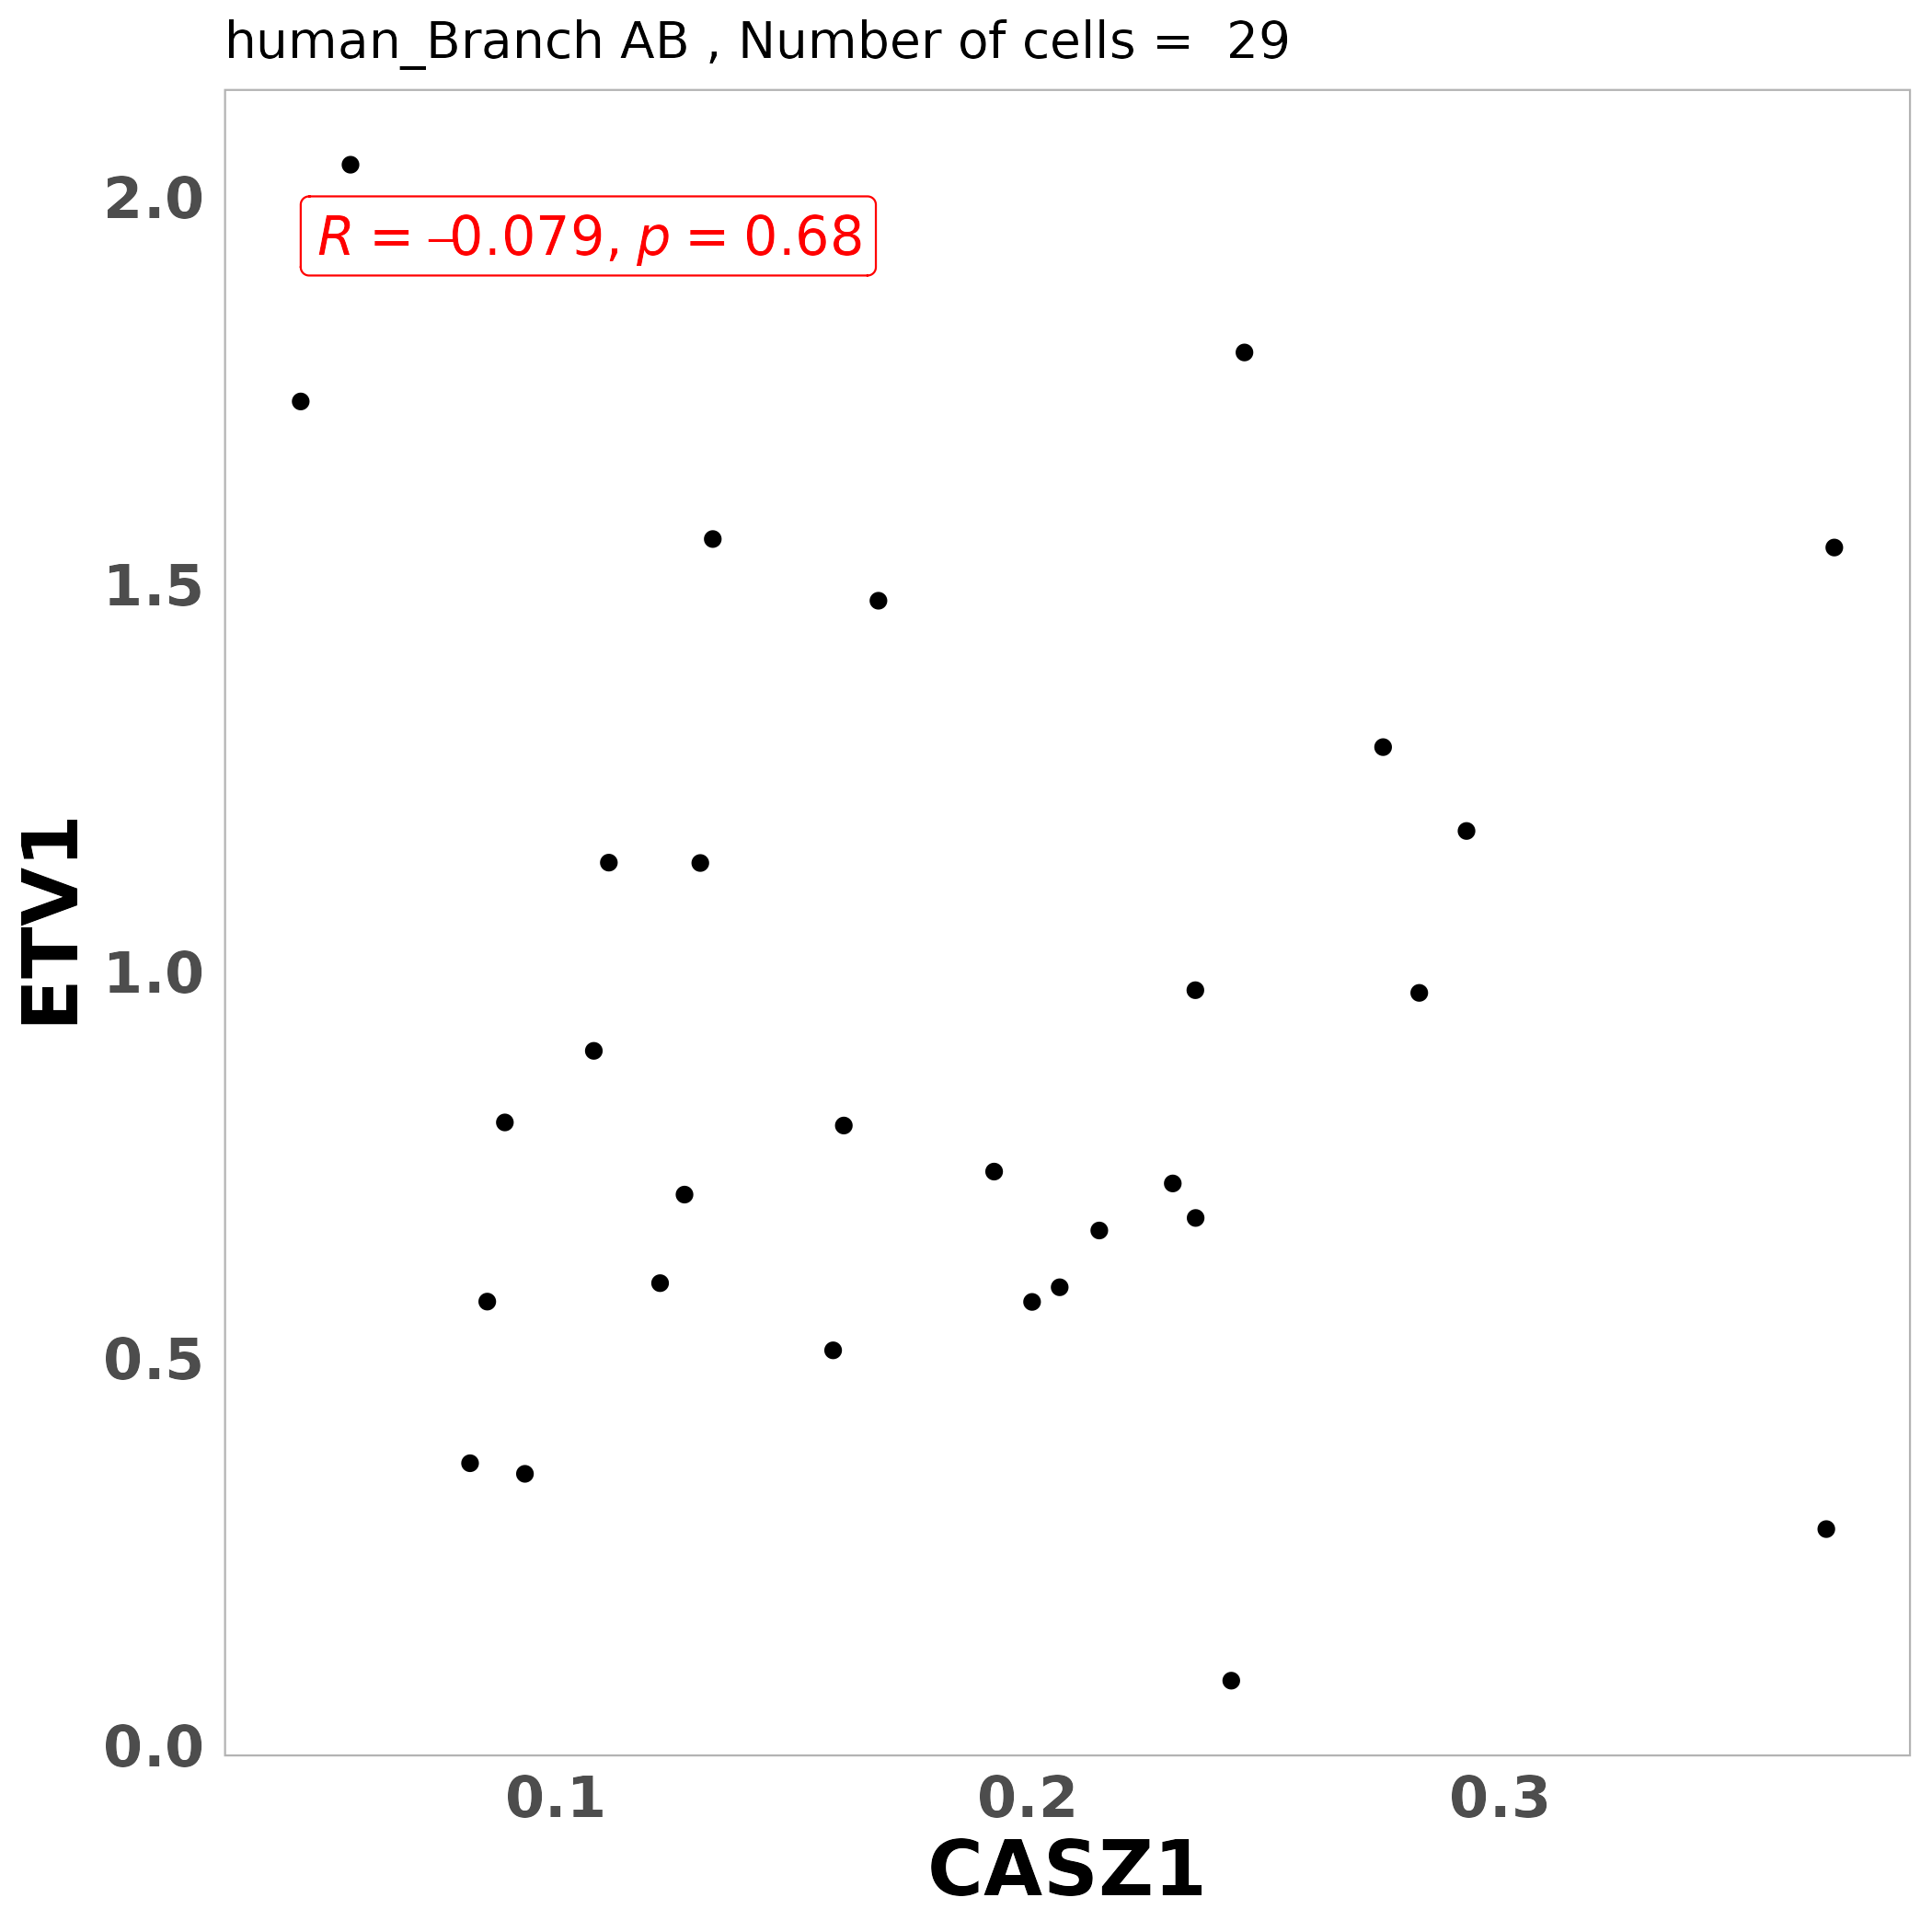 human_Branch AB , Number of cells =  29
R = –0.079, p = 0.68
2.0
1.5
1.0
0.5
0.0
ETV1
0.1 0.2 0.3
CASZ1